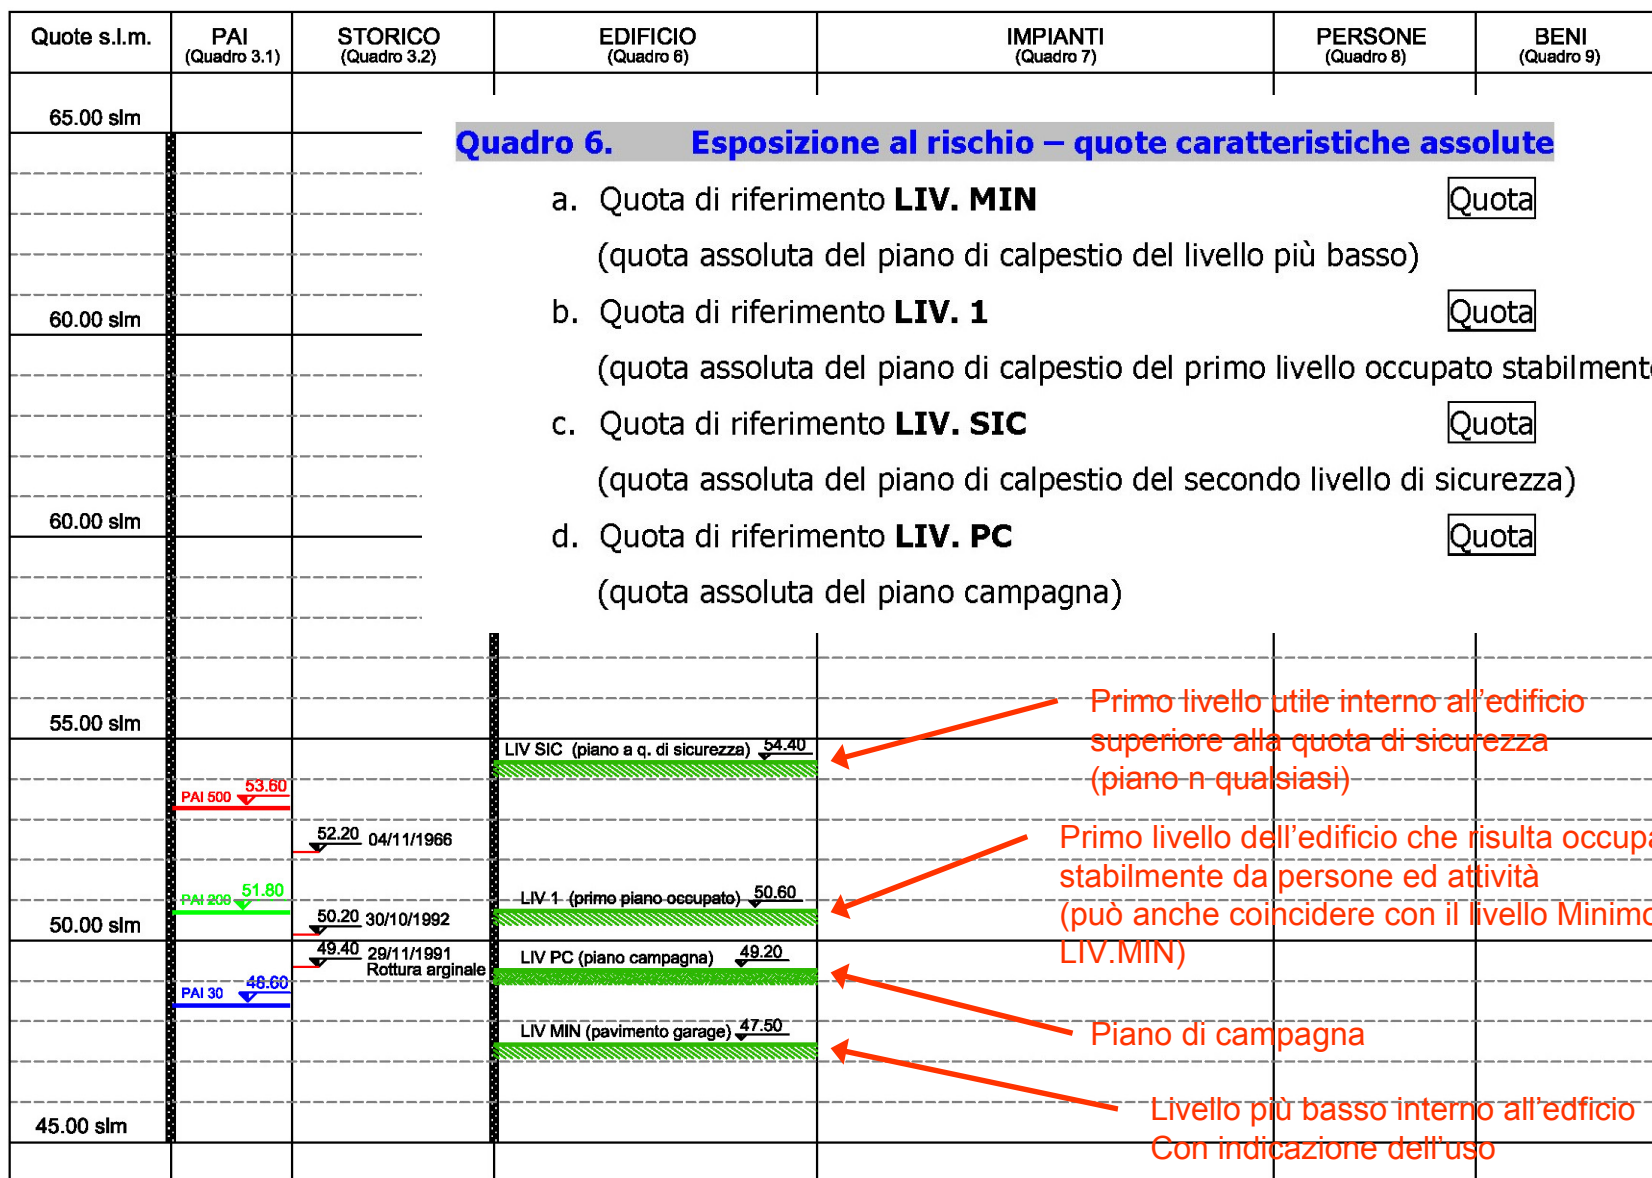 Quote s.l.m. PAI STORICO EDIFICIO IMPIANTI PERSONE BENI
(Quadro 3.1) (Quadro 3.2) (Quadro 6) (Quadro 7) (Quadro 8) (Quadro 9)
65.00 slm
Quadro 6. Esposizione al rischio – quote caratteristiche assolute
a. Quota di riferimento LIV. MIN Quota
(quota assoluta del piano di calpestio del livello più basso)
60.00 slm
b. Quota di riferimento LIV. 1 Quota
(quota assoluta del piano di calpestio del primo livello occupato stabilmente
c. Quota di riferimento LIV. SIC Quota
(quota assoluta del piano di calpestio del secondo livello di sicurezza)
60.00 slm
d. Quota di riferimento LIV. PC Quota
(quota assoluta del piano campagna)
55.00 slm
LIV SIC (piano a q. di sicurezza) 54.40
Primo livello utile interno all'edificio
superiore alla quota di sicurezza
(piano n qualsiasi)
PAI 500 53.60
52.20 04/11/1966
Primo livello dell'edificio che risulta occupa
stabilmente da persone ed attività
(può anche coincidere con il livello Minimo
LIV.MIN)
PAI 200 51.80
LIV 1 (primo piano occupato) 50.60
50.00 slm
50.20 30/10/1992
49.40 29/11/1991
Rottura arginale
LIV PC (piano campagna) 49.20
PAI 30 48.60
Piano di campagna
LIV MIN (pavimento garage) 47.50
Livello più basso interno all'edficio
Con indicazione dell'uso
45.00 slm